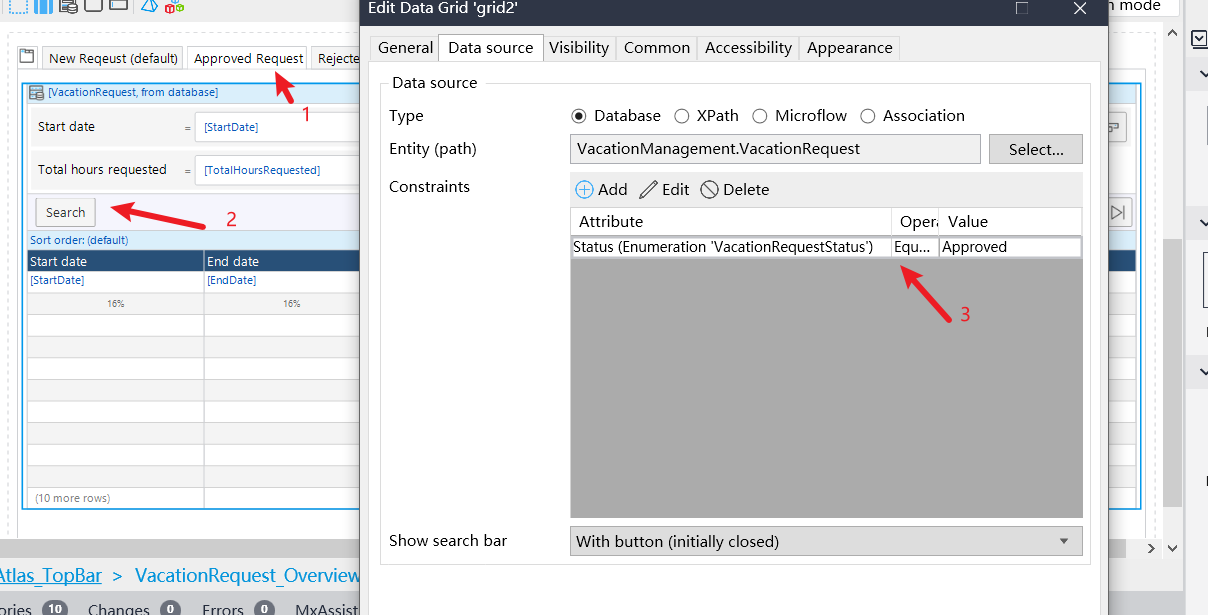 Edit Data Grid 'grid2'
n mode
New Reqeust (default)
Approved Request
Rejecte
General
Data source
Visibility
Common
Accessibility
Appearance
[VacationRequest, from database]
Start date
=
[StartDate]
Total hours requested
=
[TotalHoursRequested]
Search
Sort order: (default)
Start date
End date
[StartDate]
[EndDate]
16%
16%
(10 more rows)
1
2
Data source
Type
Database
XPath
Microflow
Association
Entity (path)
VacationManagement.VacationRequest
Select...
Constraints
Add
Edit
Delete
Attribute
Opera
Value
Status (Enumeration 'VacationRequestStatus')
Equ...
Approved
3
Show search bar
With button (initially closed)
Atlas_TopBar > VacationRequest_Overview
ories 10
Changes 0
Errors 0
MxAssist